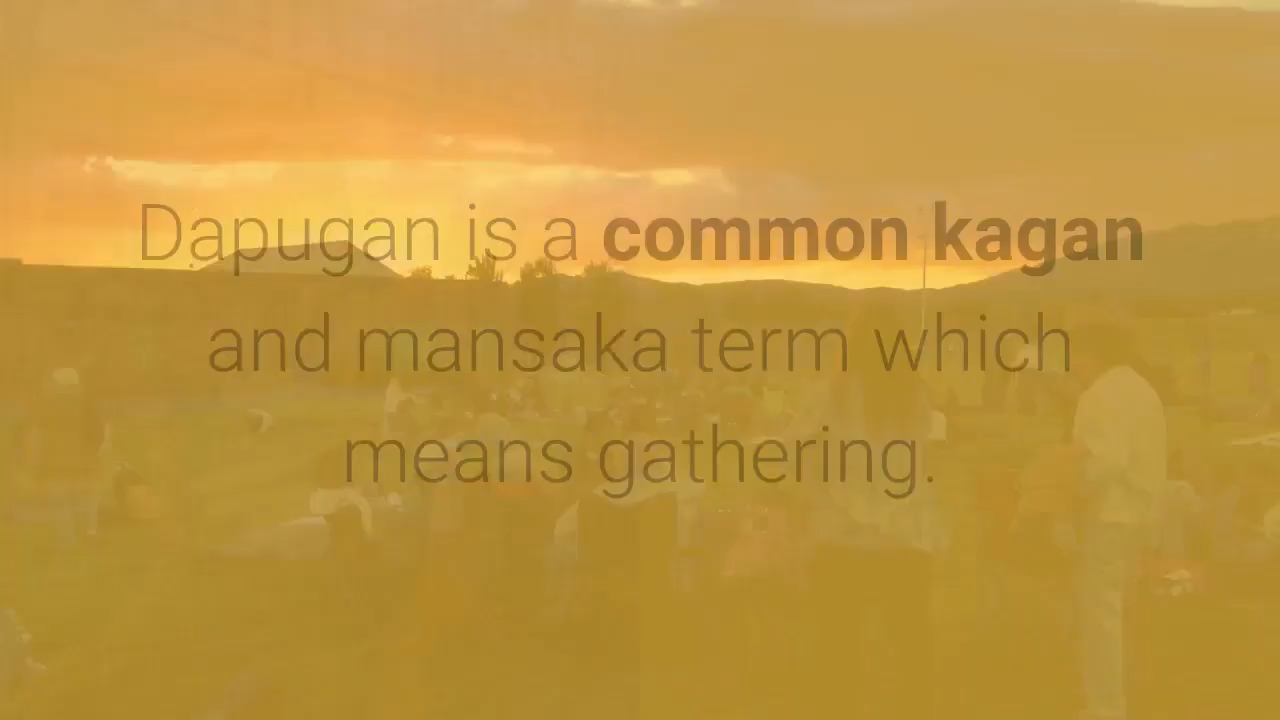 Dapugan is a common kagan
and mansaka term which
means gathering.